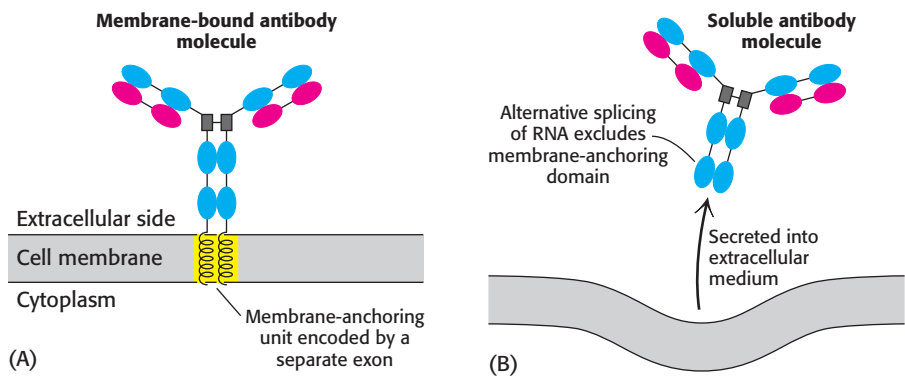 Membrane-bound antibody
molecule
Extracellular side
Cell membrane
Cytoplasm
Membrane-anchoring
unit encoded by a
separate exon
(A)
Soluble antibody
molecule
Alternative splicing
of RNA excludes
membrane-anchoring
domain
Secreted into
extracellular
medium
(B)